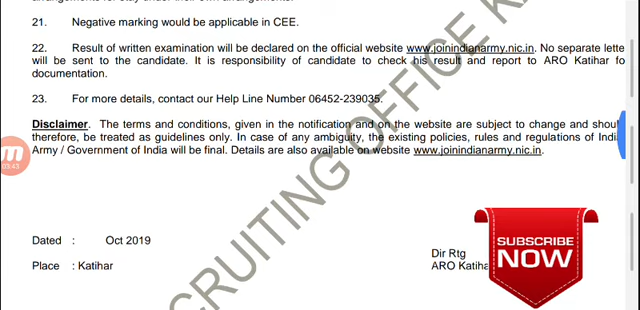 21. Negative marking would be applicable in CEE.
22. Result of written examination will be declared on the official website www.joinindianarmy.nic.in. No separate lette
will be sent to the candidate. It is responsibility of candidate to check his result and report to ARO Katihar fo
documentation.
23. For more details, contact our Help Line Number 06452-239035.
Disclaimer. The terms and conditions, given in the notification and on the website are subject to change and shoul
therefore, be treated as guidelines only. In case of any ambiguity, the existing policies, rules and regulations of Indi
Army / Government of India will be final. Details are also available on website www.joinindianarmy.nic.in.
03:43
CRUITING OFFICE KA
SUBSCRIBE
NOW
Dated : Oct 2019
Dir Rtg
Place : Katihar
ARO Katiha